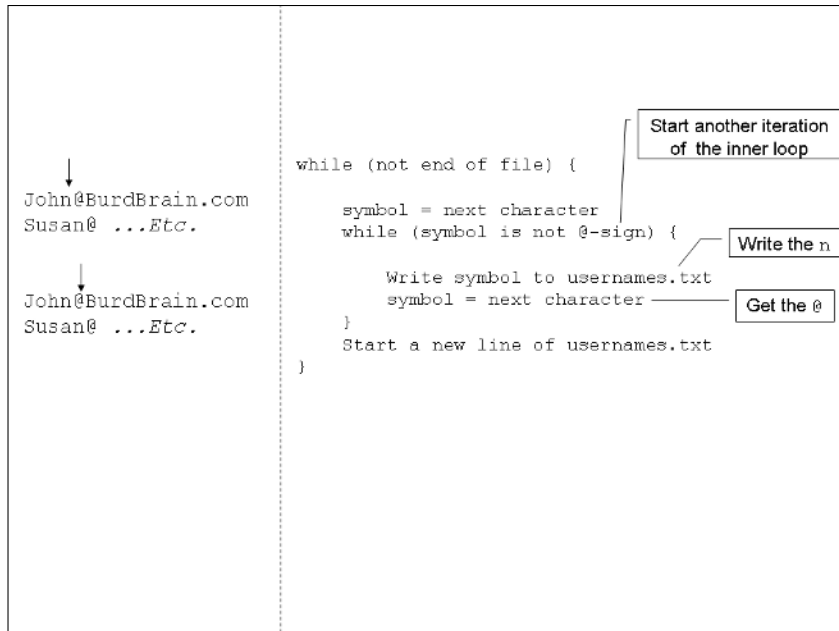 John@BurdBrain.com
Susan@ ...Etc.
John@BurdBrain.com
Susan@ ...Etc.
while (not end of file) {
symbol = next character
while (symbol is not @-sign) {
Write symbol to usernames.txt
symbol = next character
}
Start a new line of usernames.txt
}
Start another iteration
of the inner loop
Write the n
Get the @